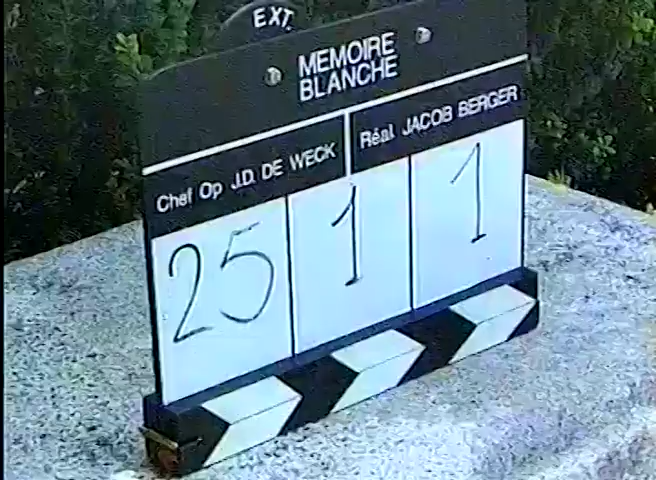 EXT.
MEMOIRE
BLANCHE
Chef Op J.D. DE WECK
Réal. JACOB BERGER
25 1 1